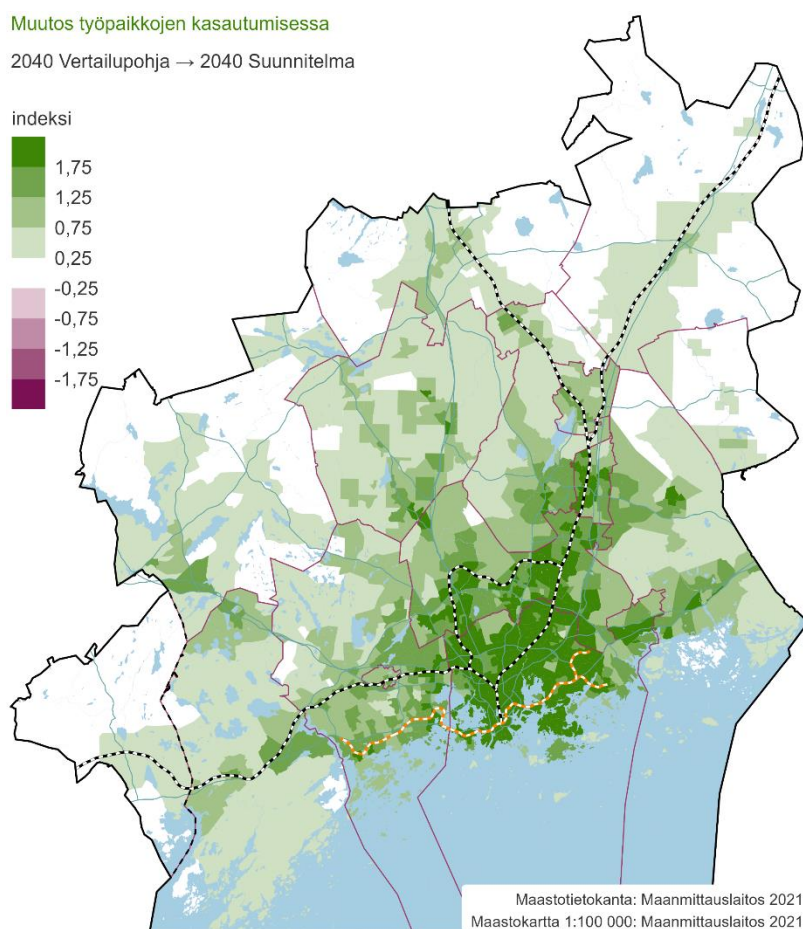 Muutos työpaikkojen kasautumisessa
2040 Vertailupohja → 2040 Suunnitelma
indeksi
1,75
1,25
0,75
0,25
-0,25
-0,75
-1,25
-1,75
Maastotietokanta: Maanmittauslaitos 2021
Maastokartta 1:100 000: Maanmittauslaitos 2021